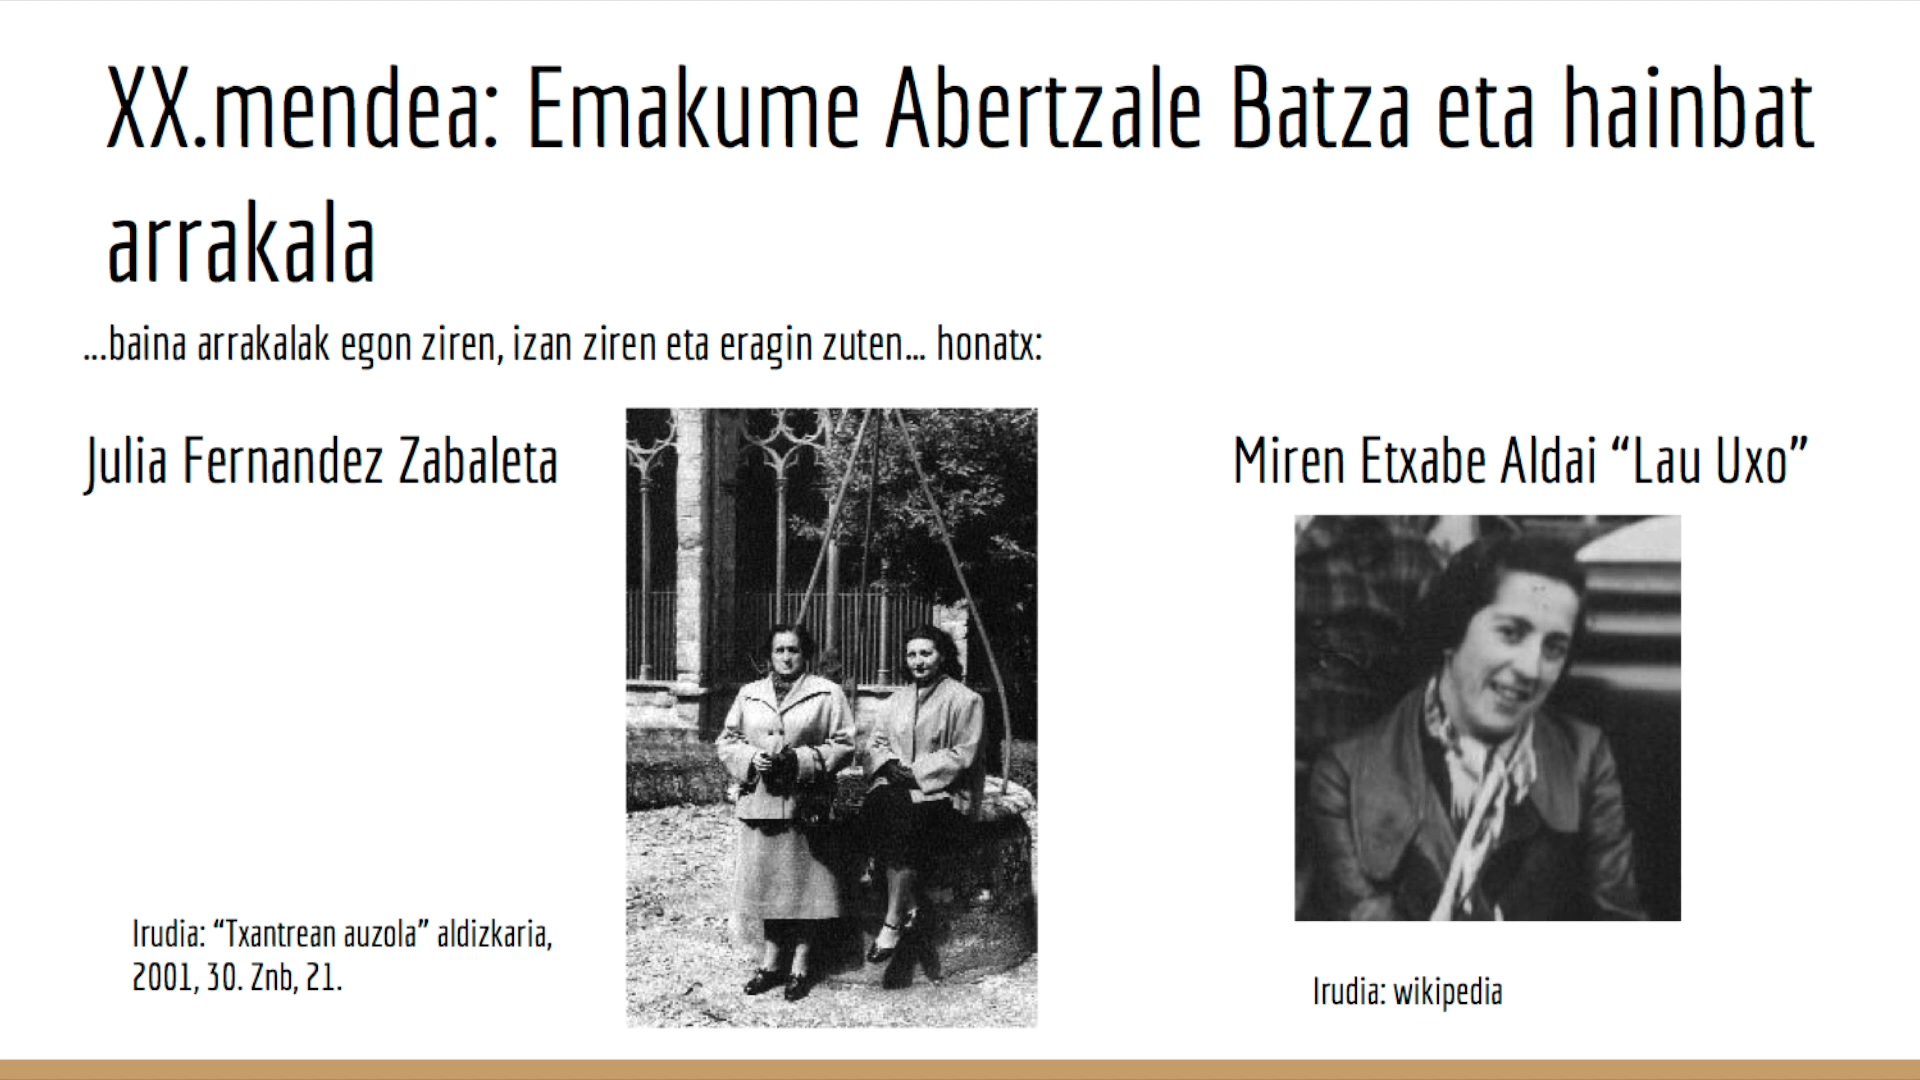 XX.mendea: Emakume Abertzale Batza eta hainbat
arrakala
...baina arrakalak egon ziren, izan ziren eta eragin zuten... honatx:
Julia Fernandez Zabaleta
Miren Etxabe Aldai “Lau Uxo”
Irudia: “Txantrean auzola” aldizkaria,
2001, 30. Znb, 21.
Irudia: wikipedia